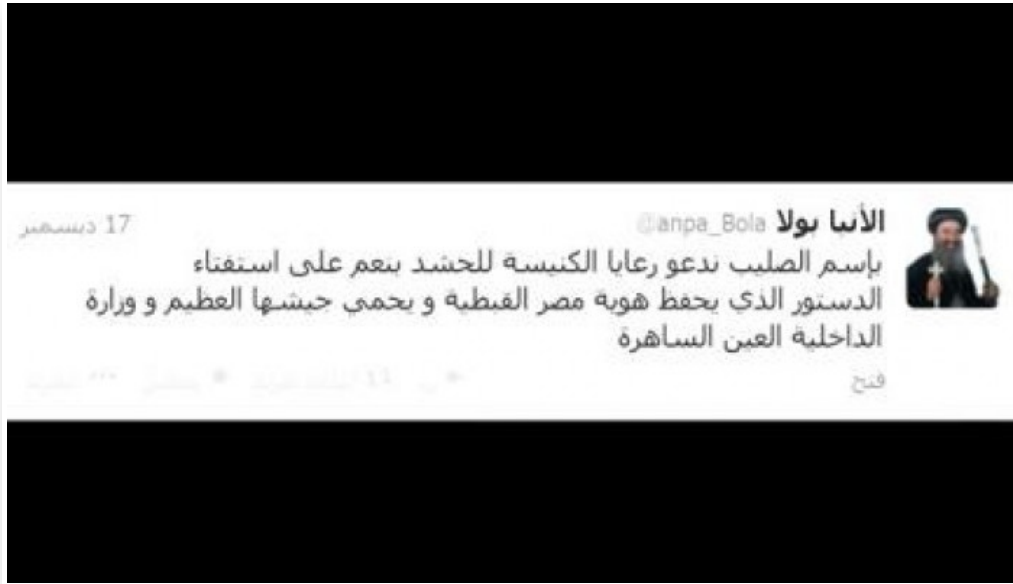 الأنبا بولا @anpa_Bola 17 ديسمبر
بإسم الصليب ندعو رعايا الكنيسة للحشد بنعم على استفتاء
الدستور الذي يحفظ هوية مصر القبطية و يحمي جيشها العظيم و وزارة
الداخلية العين الساهرة
فتح